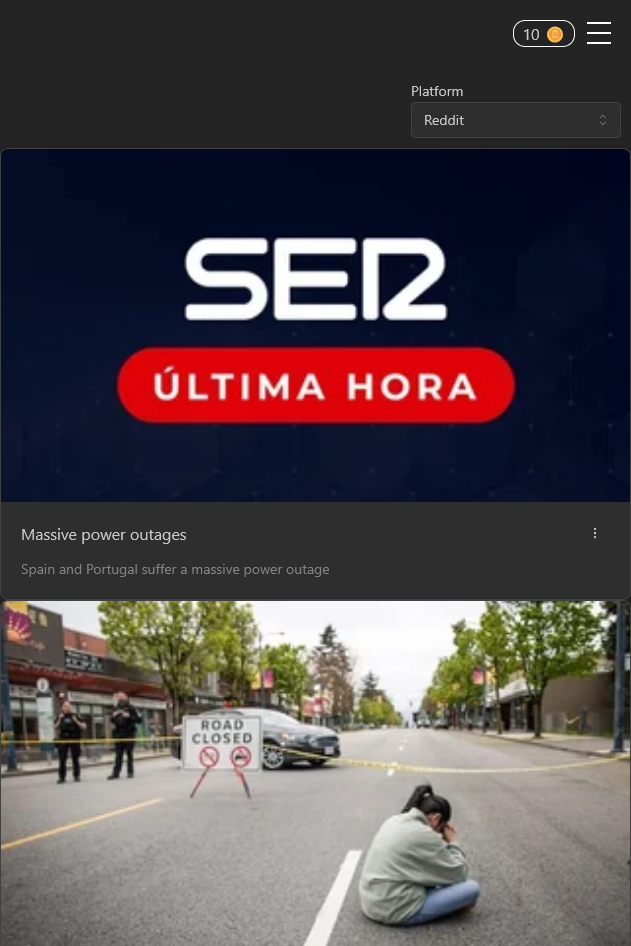 10
Platform
Reddit
SER
ÚLTIMA HORA
Massive power outages
Spain and Portugal suffer a massive power outage
ROAD
CLOSED